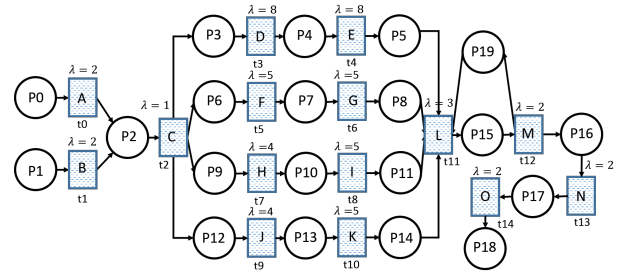 λ = 8
λ = 8
P3
D
P4
E
P5
t3
t4
P19
λ = 2
λ =5
λ =5
P0
A
P6
F
P7
G
P8
λ = 1
λ = 3
λ = 2
t0
t5
t6
P2
C
L
P15
M
P16
λ = 2
t2
λ =4
λ =5
t11
t12
P1
B
P9
H
P10
I
P11
λ = 2
λ = 2
t1
t7
t8
O
P17
N
λ =4
λ =5
t14
t13
P12
J
P13
K
P14
P18
t9
t10